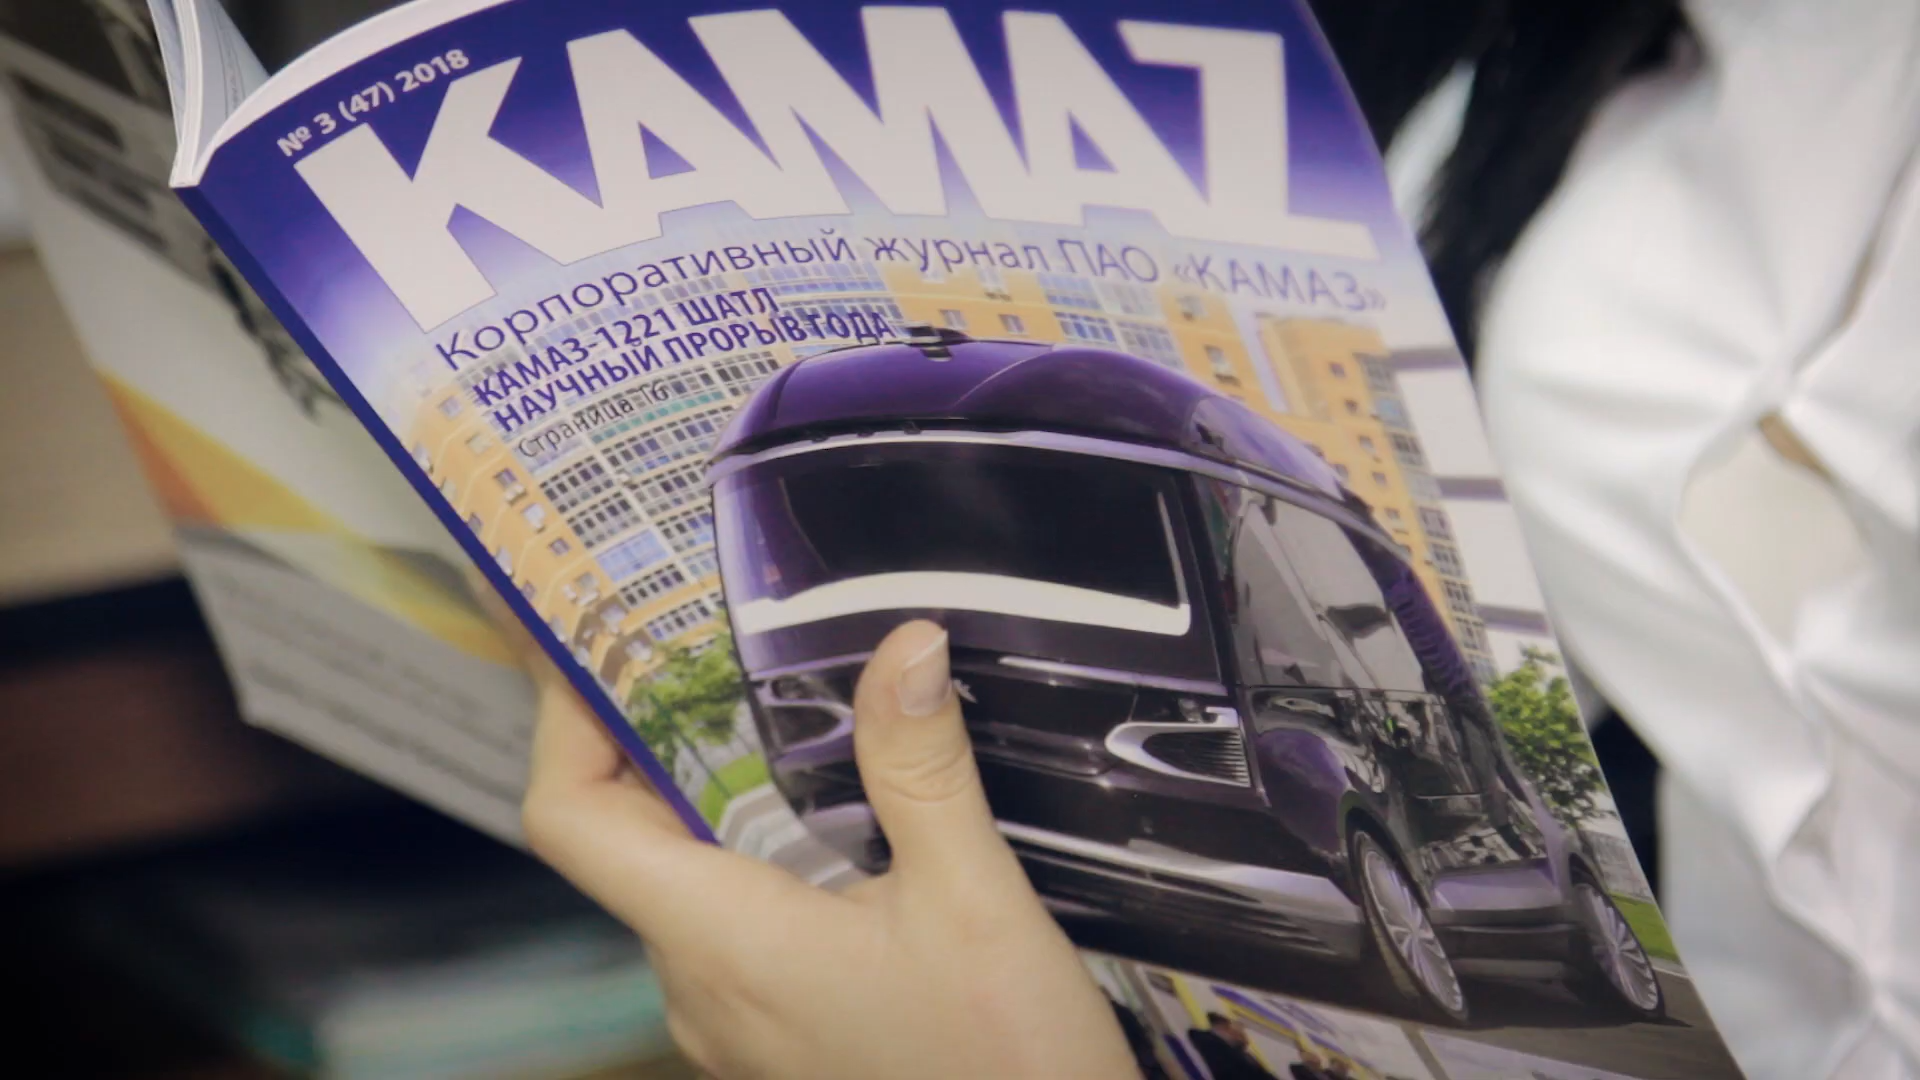 № 3 (47) 2018
KAMAZ
Корпоративный журнал ПАО «КАМАЗ»
КАМАЗ-1221 ШАТЛ
НАУЧНЫЙ ПРОРЫВ ГОДА
Страница 16